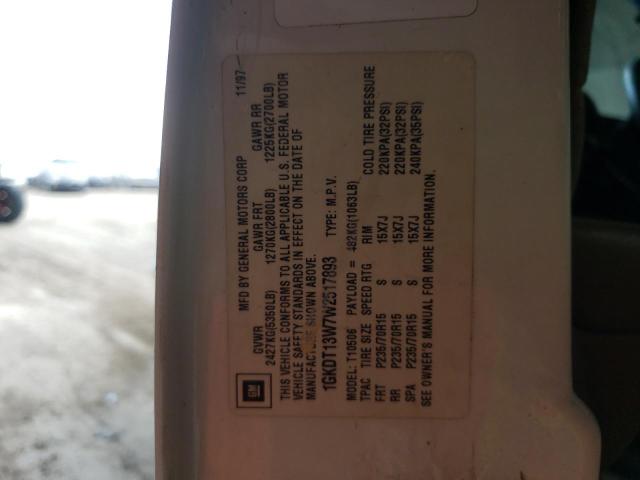 MFD BY GENERAL MOTORS CORP 11/97
GVWR GAWR FRT GAWR RR
2427KG(5350LB) 1270KG(2800LB) 1225KG(2700LB)
THIS VEHICLE CONFORMS TO ALL APPLICABLE U.S. FEDERAL MOTOR
VEHICLE SAFETY STANDARDS IN EFFECT ON THE DATE OF
MANUFACTURE SHOWN ABOVE.
1GKDT13W7W2517893 TYPE: M.P.V.
MODEL: T10506 PAYLOAD = 482KG(1063LB)
TPAC TIRE SIZE SPEED RTG RIM COLD TIRE PRESSURE
FRT P235/70R15 S 15X7J 220KPA(32PSI)
RR P235/70R15 S 15X7J 220KPA(32PSI)
SPA P235/70R15 S 15X7J 240KPA(35PSI)
SEE OWNER'S MANUAL FOR MORE INFORMATION.
GM